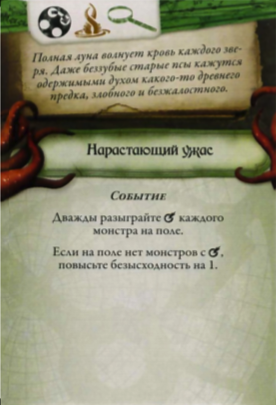 Полная луна волнует кровь каждого зве-
ря. Даже беззубые старые псы кажутся
одержимыми духом какого-то древнего
предка, злобного и безжалостного.
Нарастающий ужас
Событие
Дважды разыграйте каждого
монстра на поле.
Если на поле нет монстров с ,
повысьте безысходность на 1.